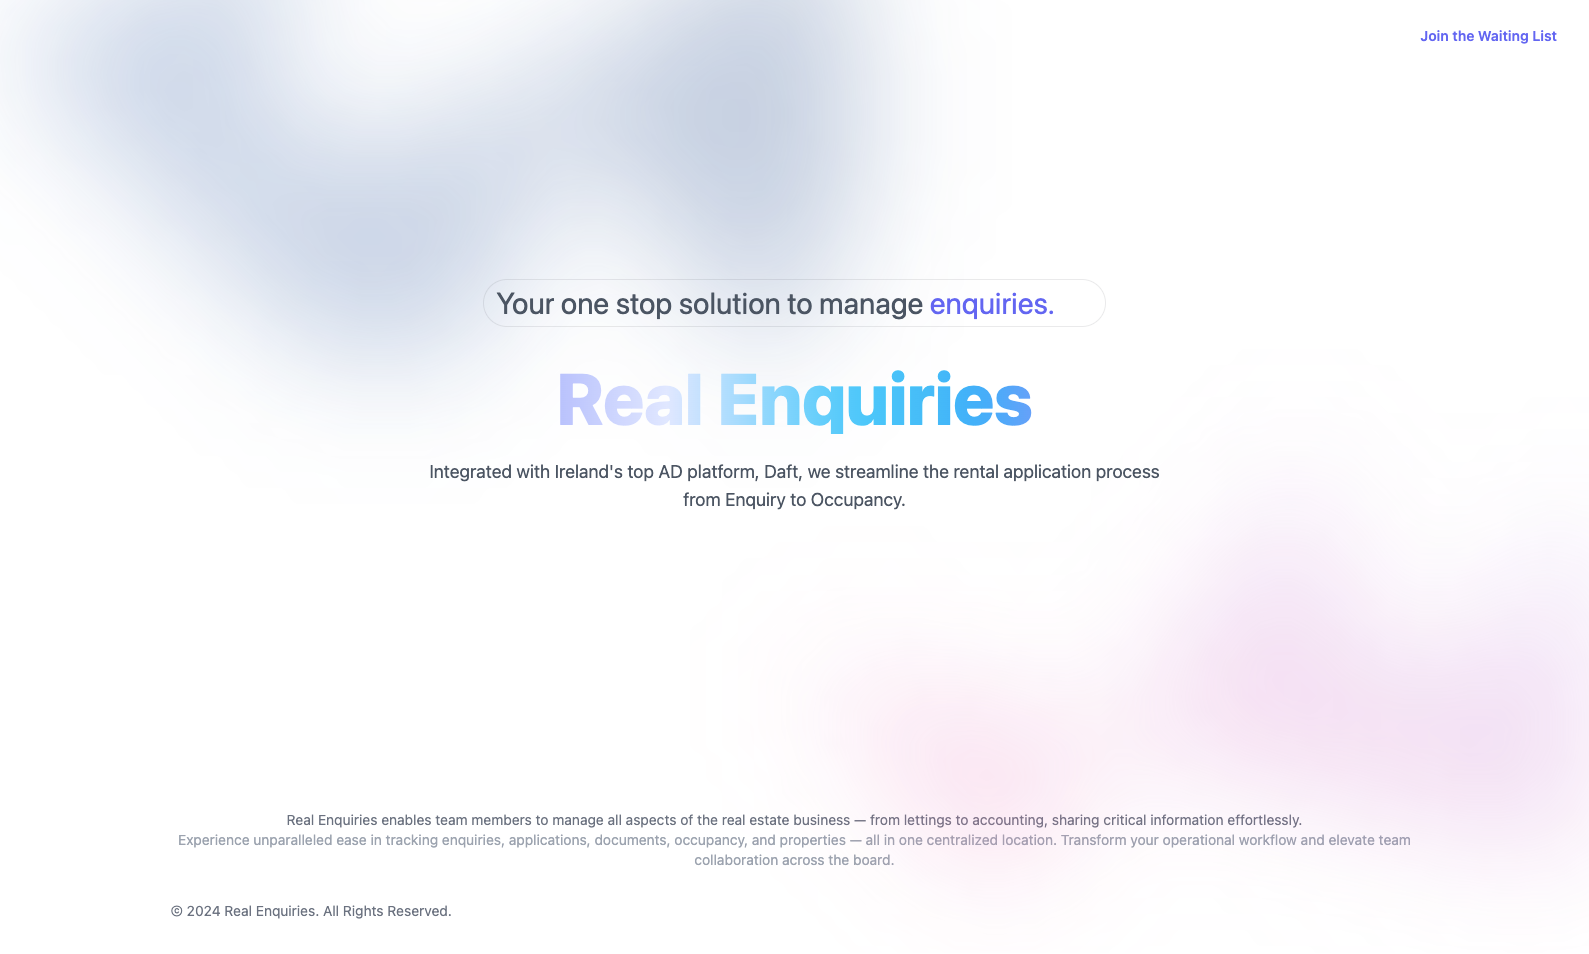 Join the Waiting List
Your one stop solution to manage enquiries.
Real Enquiries
Integrated with Ireland's top AD platform, Daft, we streamline the rental application process
from Enquiry to Occupancy.
Real Enquiries enables team members to manage all aspects of the real estate business — from lettings to accounting, sharing critical information effortlessly.
Experience unparalleled ease in tracking enquiries, applications, documents, occupancy, and properties — all in one centralized location. Transform your operational workflow and elevate team
collaboration across the board.
© 2024 Real Enquiries. All Rights Reserved.